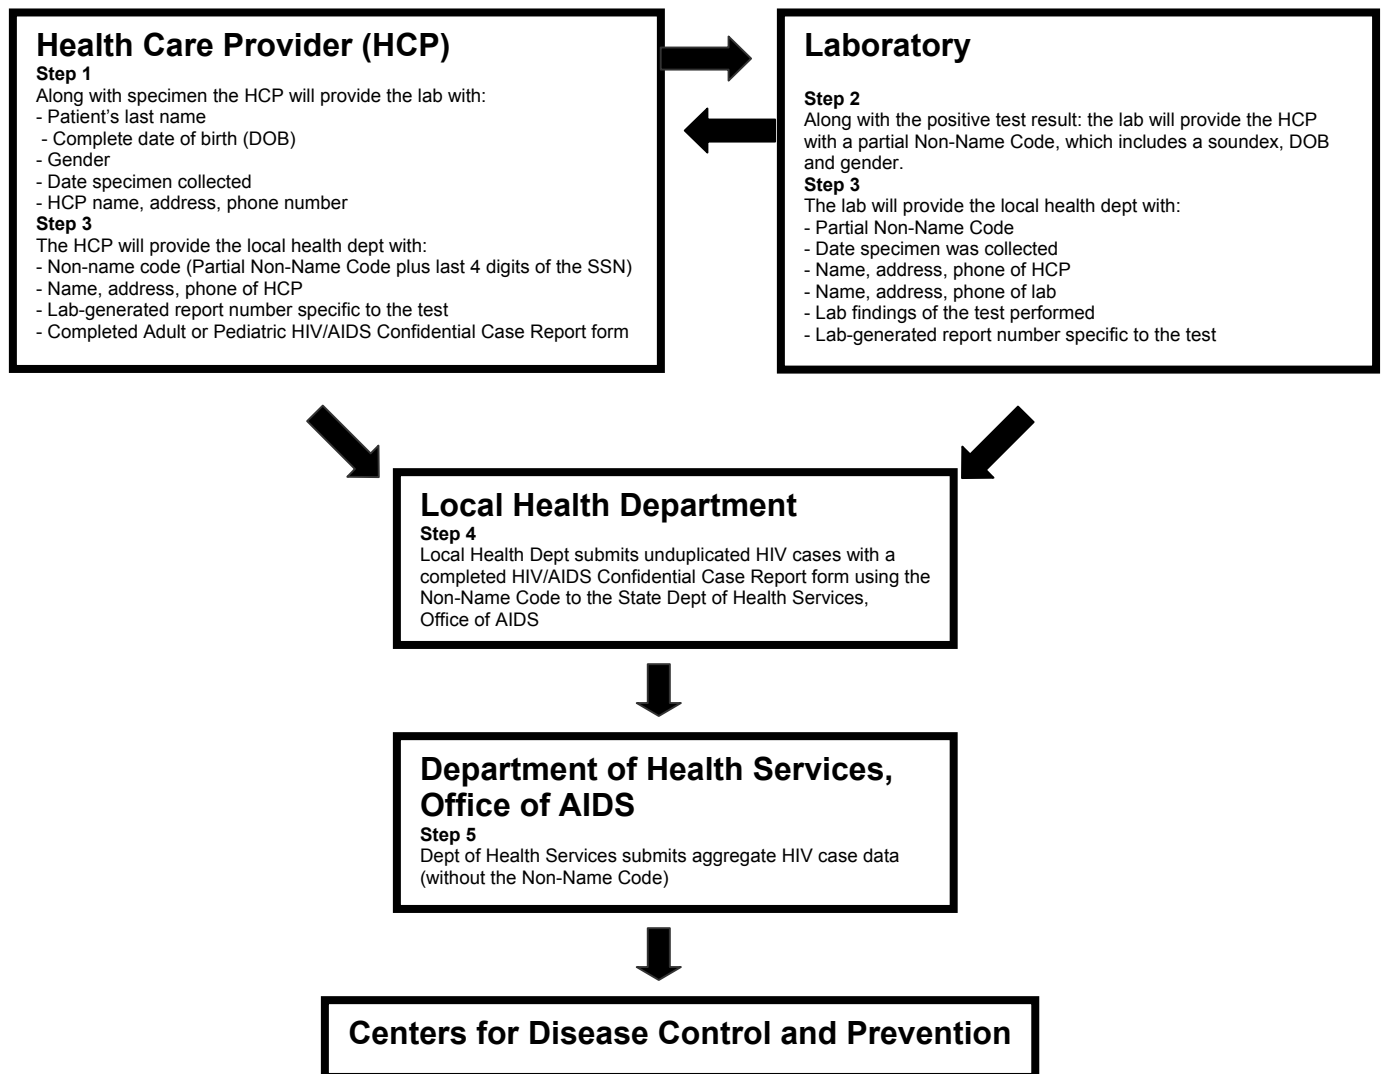 Health Care Provider (HCP)
Step 1
Along with specimen the HCP will provide the lab with:
- Patient's last name
- Complete date of birth (DOB)
- Gender
- Date specimen collected
- HCP name, address, phone number
Step 3
The HCP will provide the local health dept with:
- Non-name code (Partial Non-Name Code plus last 4 digits of the SSN)
- Name, address, phone of HCP
- Lab-generated report number specific to the test
- Completed Adult or Pediatric HIV/AIDS Confidential Case Report form
Laboratory
Step 2
Along with the positive test result: the lab will provide the HCP
with a partial Non-Name Code, which includes a soundex, DOB
and gender.
Step 3
The lab will provide the local health dept with:
- Partial Non-Name Code
- Date specimen was collected
- Name, address, phone of HCP
- Name, address, phone of lab
- Lab findings of the test performed
- Lab-generated report number specific to the test
Local Health Department
Step 4
Local Health Dept submits unduplicated HIV cases with a
completed HIV/AIDS Confidential Case Report form using the
Non-Name Code to the State Dept of Health Services,
Office of AIDS
Department of Health Services,
Office of AIDS
Step 5
Dept of Health Services submits aggregate HIV case data
(without the Non-Name Code)
Centers for Disease Control and Prevention